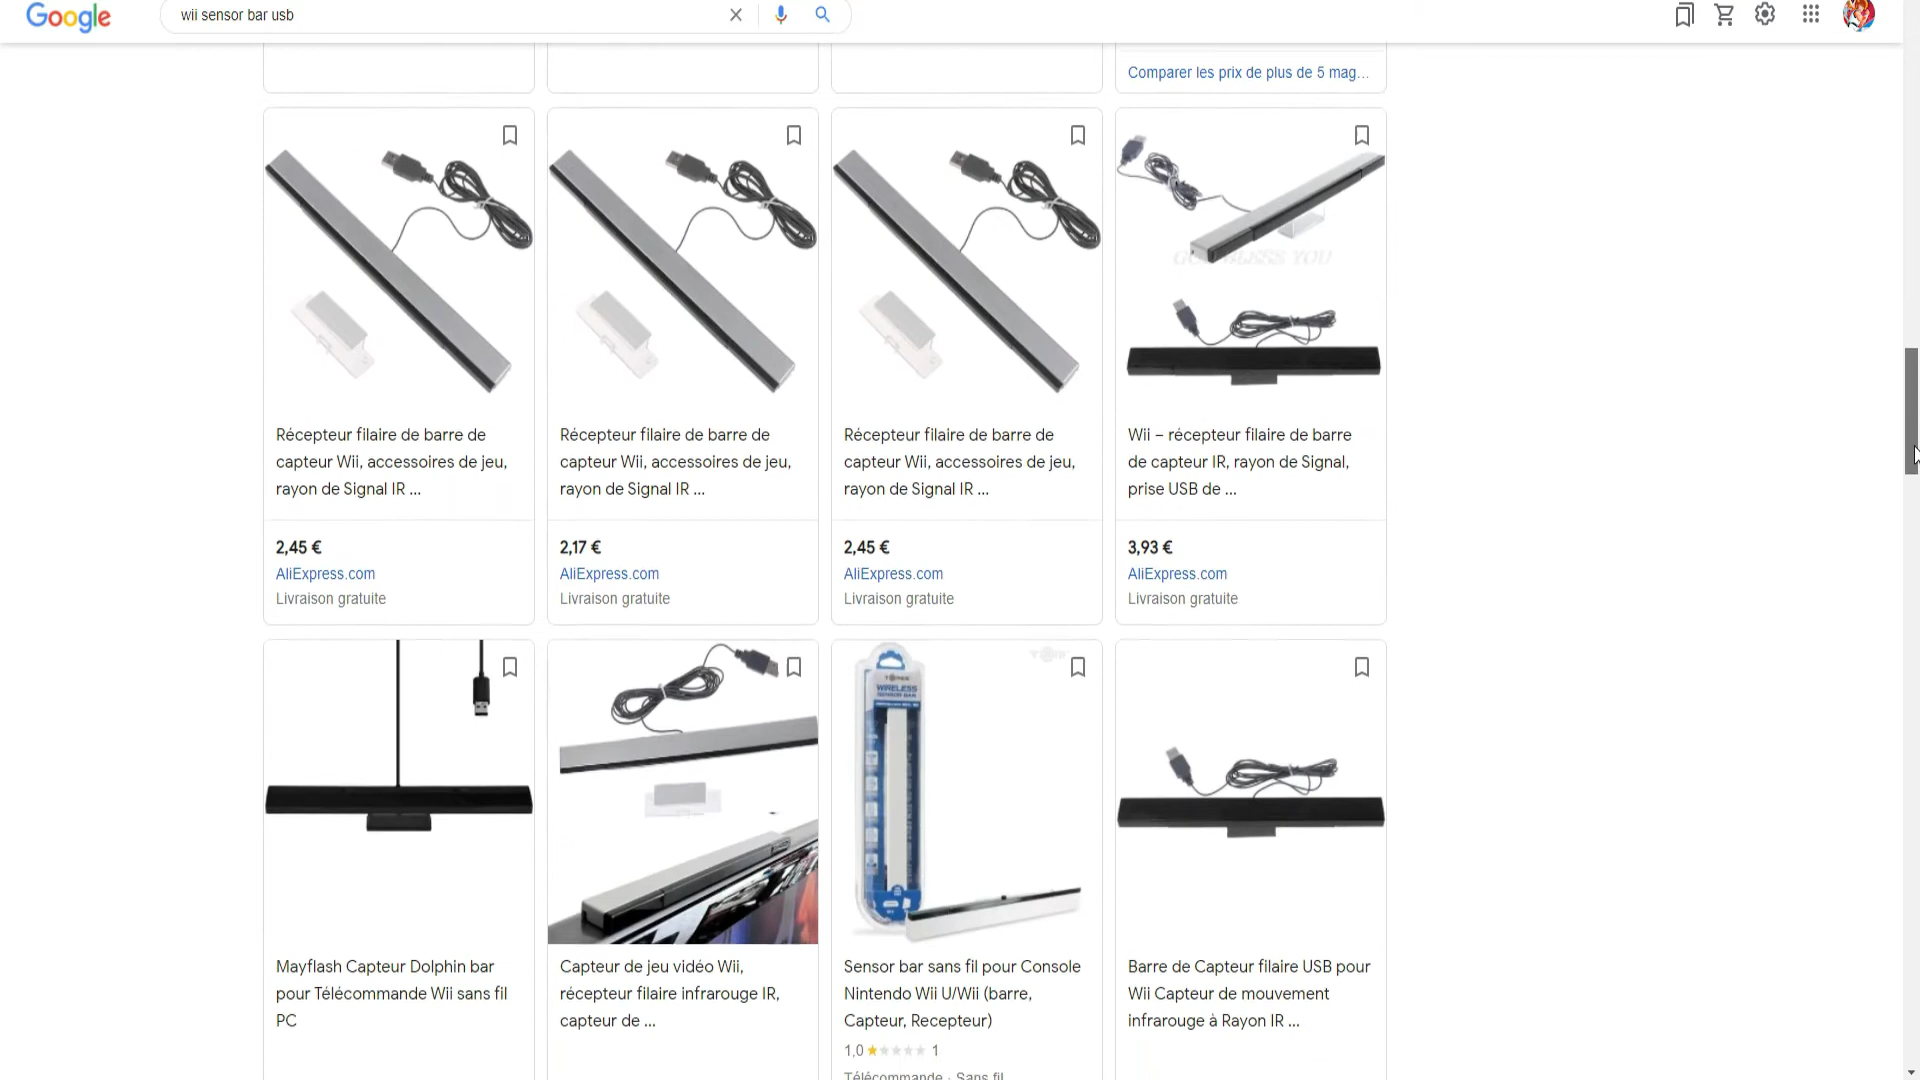 Google
wii sensor bar usb
Comparer les prix de plus de 5 mag...
GOD BLESS YOU
Récepteur filaire de barre de
capteur Wii, accessoires de jeu,
rayon de Signal IR ...
2,45 €
AliExpress.com
Livraison gratuite
Récepteur filaire de barre de
capteur Wii, accessoires de jeu,
rayon de Signal IR ...
2,17 €
AliExpress.com
Livraison gratuite
Récepteur filaire de barre de
capteur Wii, accessoires de jeu,
rayon de Signal IR ...
2,45 €
AliExpress.com
Livraison gratuite
Wii – récepteur filaire de barre
de capteur IR, rayon de Signal,
prise USB de ...
3,93 €
AliExpress.com
Livraison gratuite
WIRELESS
SENSOR BAR
Mayflash Capteur Dolphin bar
pour Télécommande Wii sans fil
PC
Capteur de jeu vidéo Wii,
récepteur filaire infrarouge IR,
capteur de ...
Sensor bar sans fil pour Console
Nintendo Wii U/Wii (barre,
Capteur, Recepteur)
1,0 1
Télécommande · Sans fil
Barre de Capteur filaire USB pour
Wii Capteur de mouvement
infrarouge à Rayon IR ...